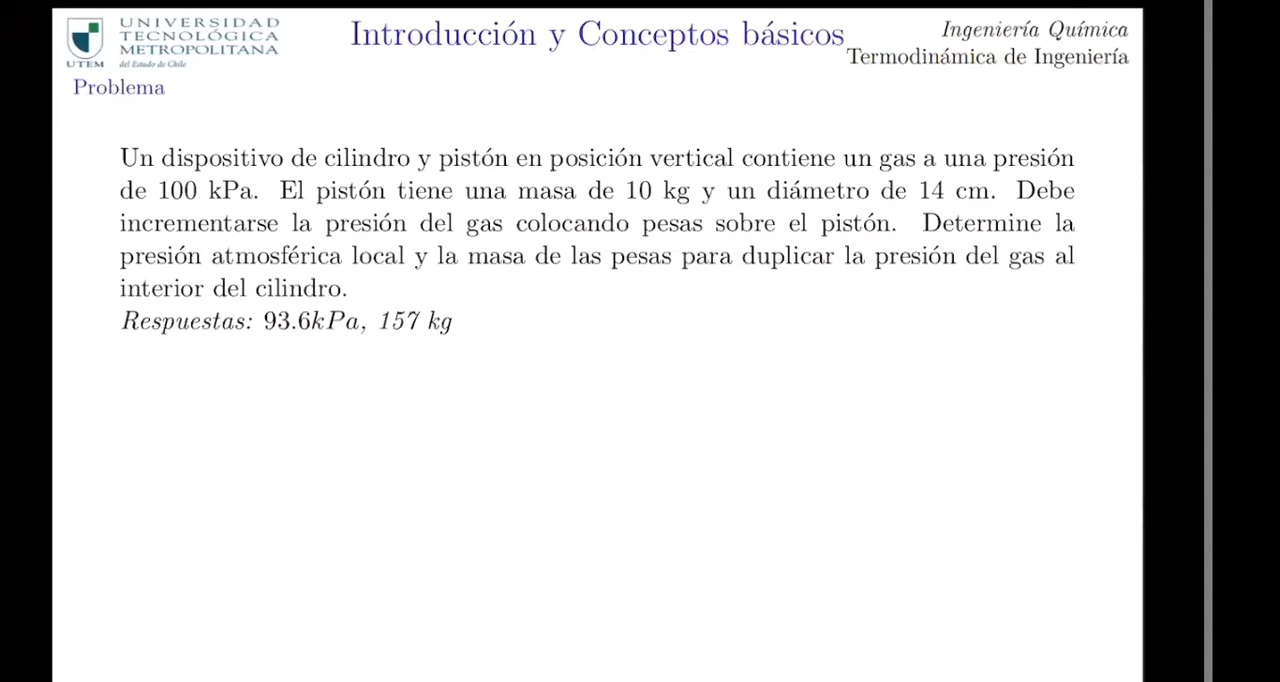 UNIVERSIDAD
TECNOLÓGICA
METROPOLITANA
UTEM del Estado de Chile
Introducción y Conceptos básicos
Ingeniería Química
Termodinámica de Ingeniería
Problema
Un dispositivo de cilindro y pistón en posición vertical contiene un gas a una presión
de 100 kPa. El pistón tiene una masa de 10 kg y un diámetro de 14 cm. Debe
incrementarse la presión del gas colocando pesas sobre el pistón. Determine la
presión atmosférica local y la masa de las pesas para duplicar la presión del gas al
interior del cilindro.
Respuestas: 93.6kPa, 157 kg